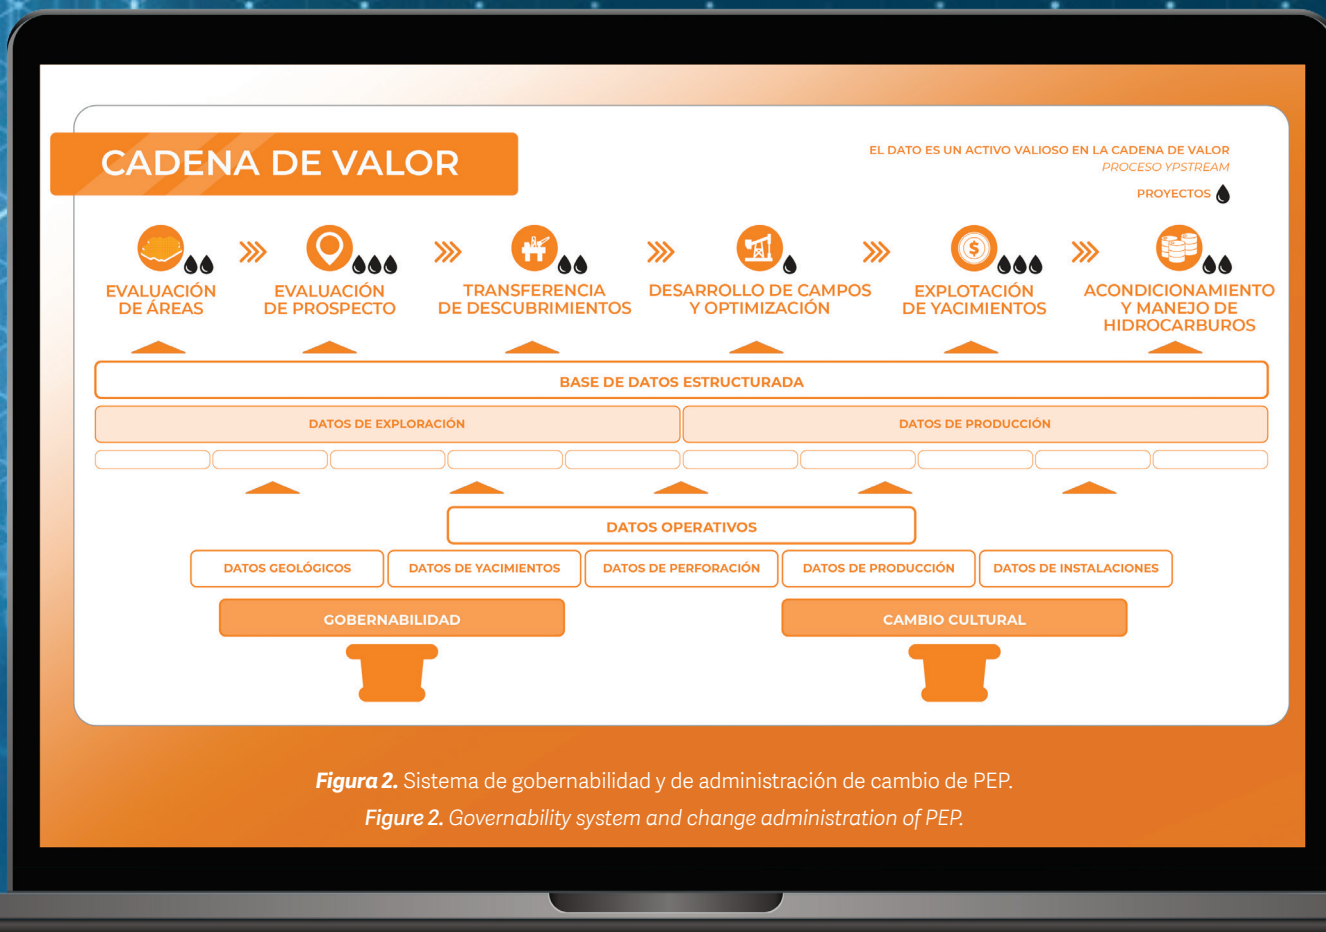 CADENA DE VALOR
EL DATO ES UN ACTIVO VALIOSO EN LA CADENA DE VALOR
PROCESO YPSTREAM
PROYECTOS
EVALUACIÓN
DE ÁREAS
EVALUACIÓN
DE PROSPECTO
TRANSFERENCIA
DE DESCUBRIMIENTOS
DESARROLLO DE CAMPOS
Y OPTIMIZACIÓN
$
EXPLOTACIÓN
DE YACIMIENTOS
ACONDICIONAMIENTO
Y MANEJO DE
HIDROCARBUROS
BASE DE DATOS ESTRUCTURADA
DATOS DE EXPLORACIÓN
DATOS DE PRODUCCIÓN
DATOS OPERATIVOS
DATOS GEOLÓGICOS
DATOS DE YACIMIENTOS
DATOS DE PERFORACIÓN
DATOS DE PRODUCCIÓN
DATOS DE INSTALACIONES
GOBERNABILIDAD
CAMBIO CULTURAL
Figura 2. Sistema de gobernabilidad y de administración de cambio de PEP.
Figure 2. Governability system and change administration of PEP.